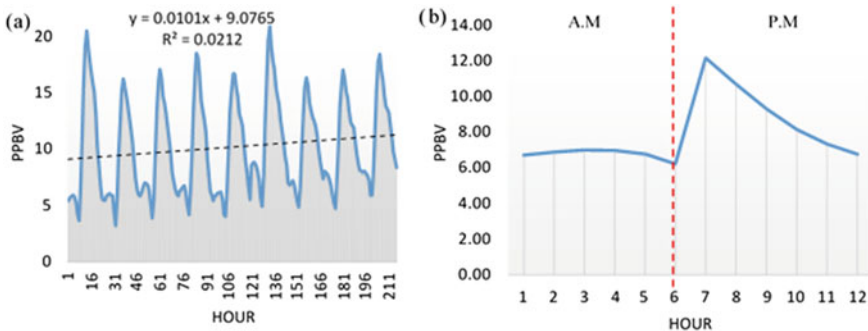 (a)
y = 0.0101x + 9.0765
R² = 0.0212
20
15
10
5
0
PPBV
1
16
31
46
61
76
91
106
121
136
151
166
181
196
211
HOUR
(b)
A.M
P.M
14.00
12.00
10.00
8.00
6.00
4.00
2.00
0.00
PPBV
1 2 3 4 5 6 7 8 9 10 11 12
HOUR